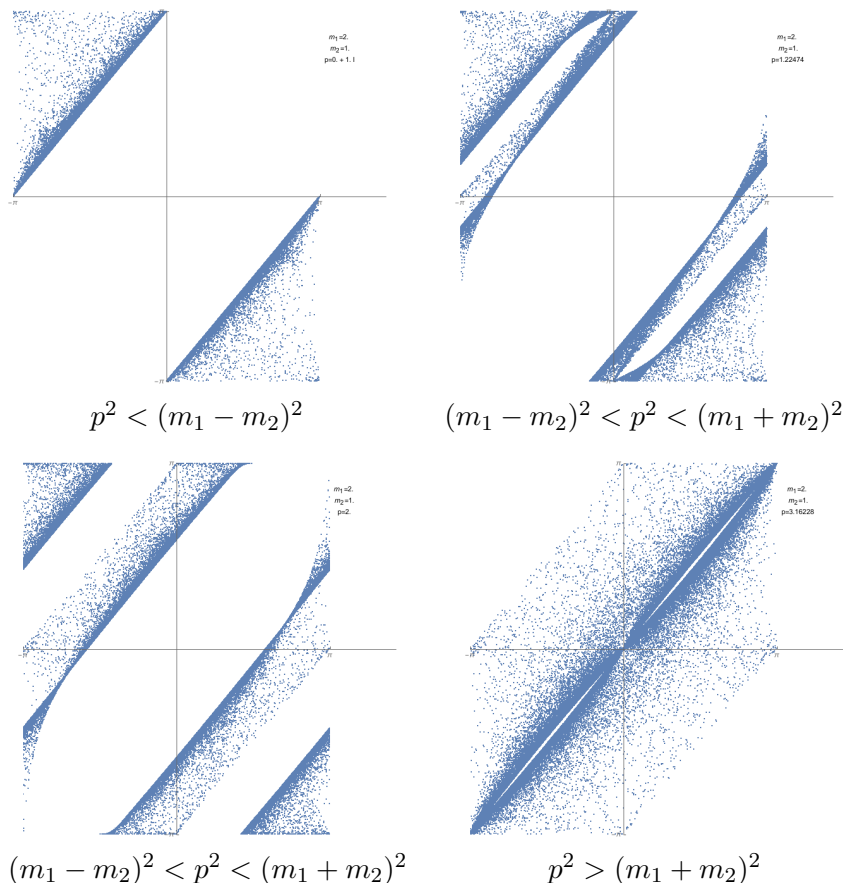 π
m1=2.
m2=1.
p=0. + 1. I
-π
π
-π
p² < (m₁ − m₂)²
π
m1=2.
m2=1.
p=1.22474
-π
π
-π
(m₁ − m₂)² < p² < (m₁ + m₂)²
π
m1=2.
m2=1.
p=2.
-π
π
-π
(m₁ − m₂)² < p² < (m₁ + m₂)²
π
m1=2.
m2=1.
p=3.16228
-π
π
-π
p² > (m₁ + m₂)²